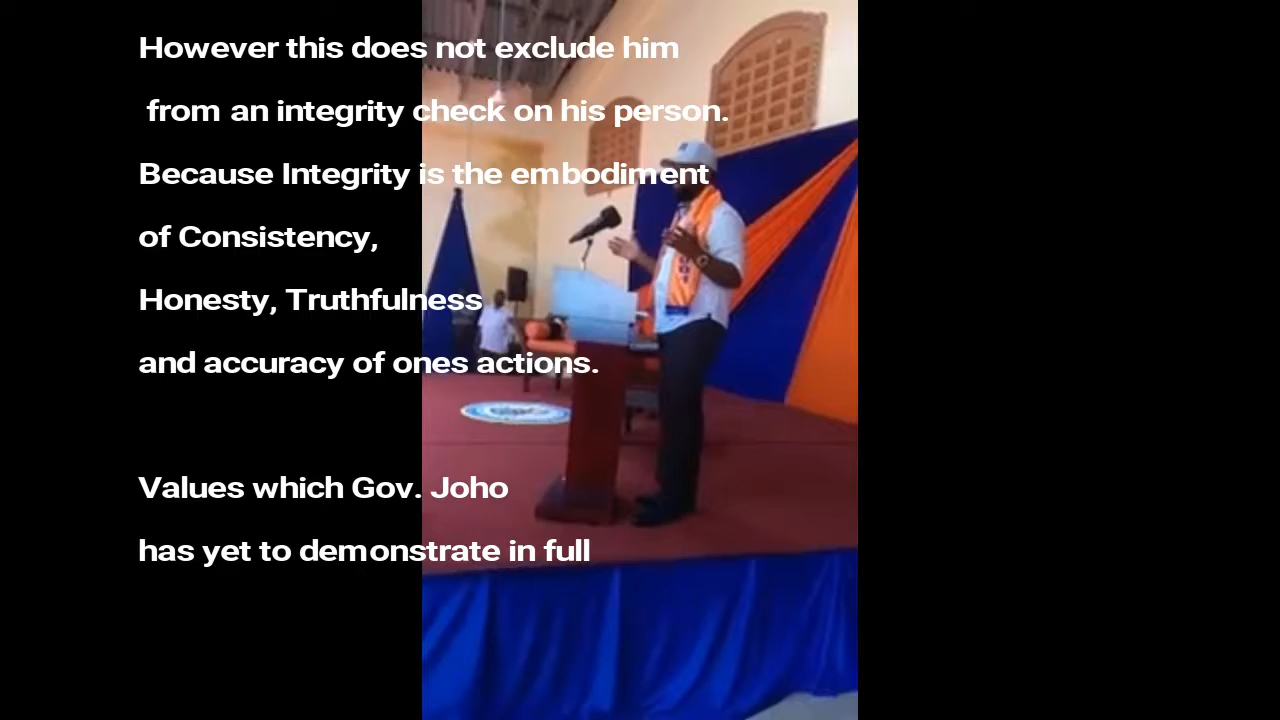 However this does not exclude him
from an integrity check on his person.
Because Integrity is the embodiment
of Consistency,
Honesty, Truthfulness
and accuracy of ones actions.
Values which Gov. Joho
has yet to demonstrate in full